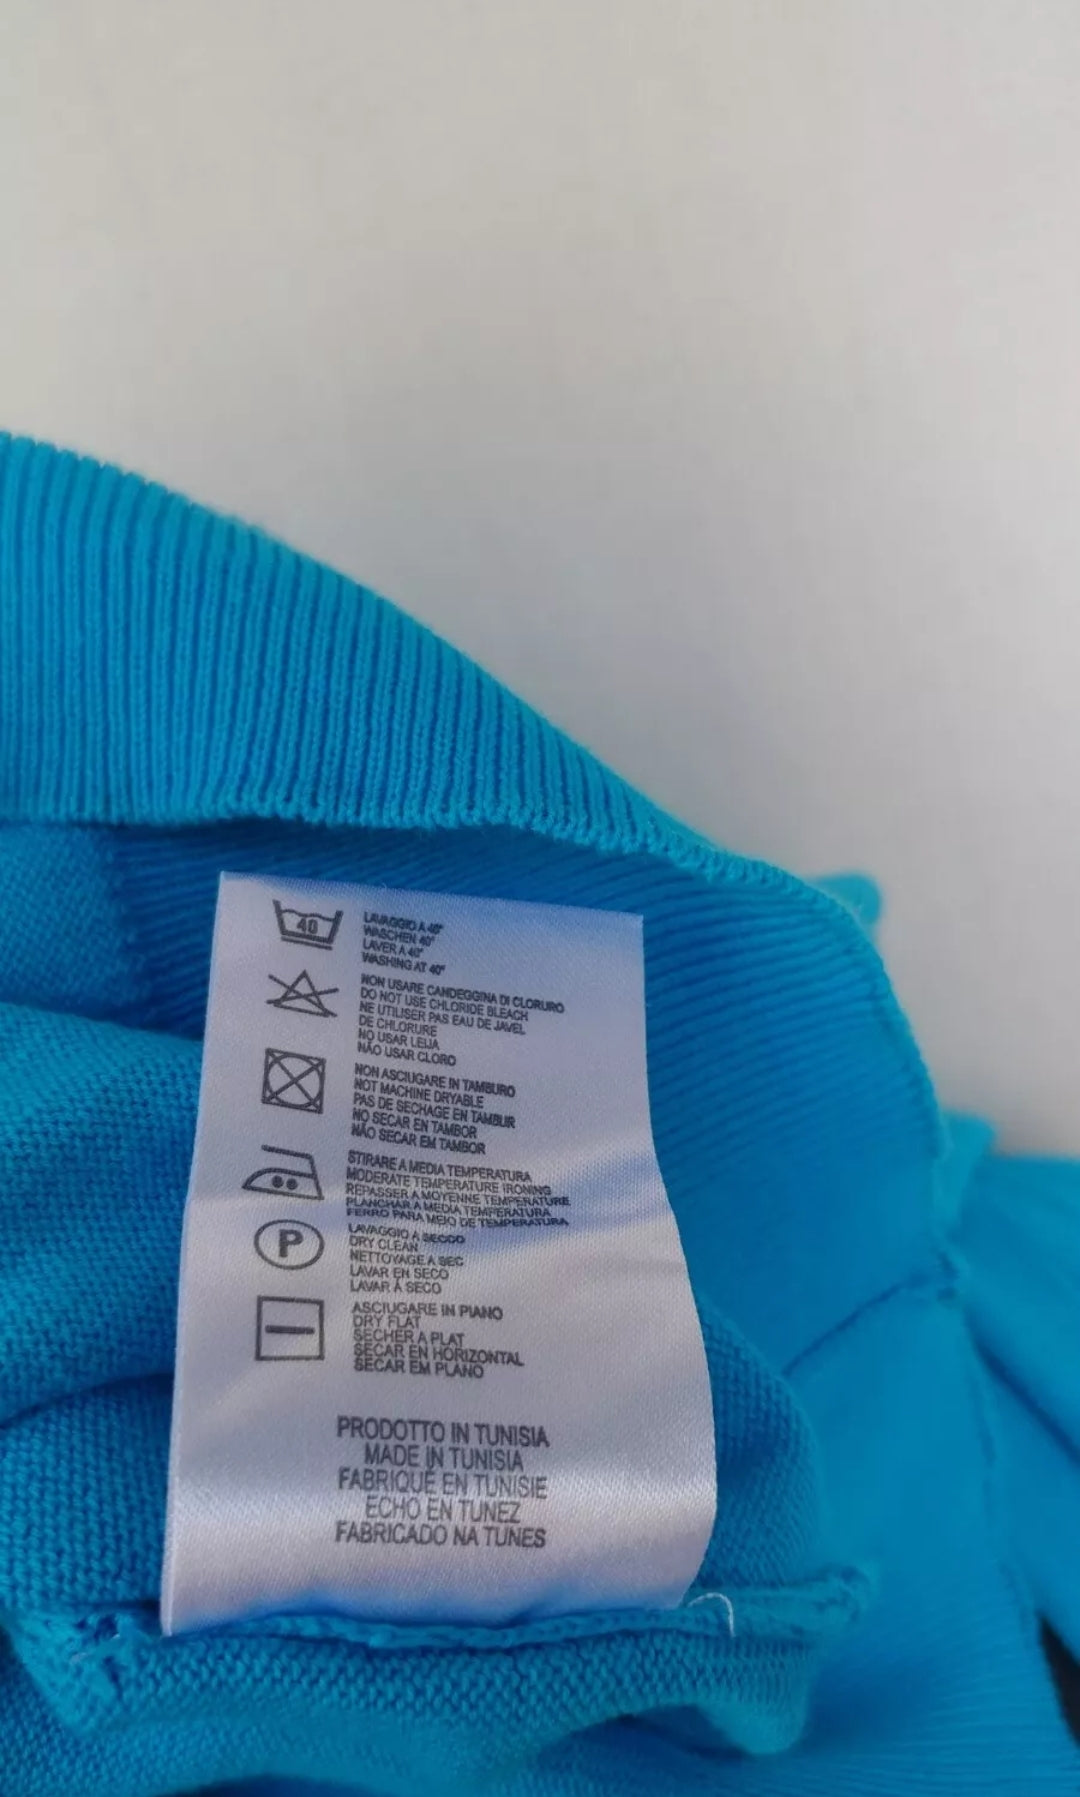 40
LAVAGGIO A 40°
WASCHEN 40°
LAVER A 40°
WASHING AT 40°
NON USARE CANDEGGINA DI CLORURO
DO NOT USE CHLORIDE BLEACH
NE UTILISER PAS EAU DE JAVEL
DE CHLORURE
NO USAR LEIJA
NÃO USAR CLORO
NON ASCIUGARE IN TAMBURO
NOT MACHINE DRYABLE
PAS DE SECHAGE EN TAMBUR
NO SECAR EN TAMBOR
NÃO SECAR EM TAMBOR
STIRARE A MEDIA TEMPERATURA
MODERATE TEMPERATURE IRONING
REPASSER A MOYENNE TEMPERATURE
PLANCHAR A MEDIA TEMPERATURA
FERRO PARA MEIO DE TEMPERATURA
P
LAVAGGIO A SECCO
DRY CLEAN
NETTOYAGE A SEC
LAVAR EN SECO
LAVAR Á SECO
ASCIUGARE IN PIANO
DRY FLAT
SECHER A PLAT
SECAR EN HORIZONTAL
SECAR EM PLANO
PRODOTTO IN TUNISIA
MADE IN TUNISIA
FABRIQUÉ EN TUNISIE
ECHO EN TUNEZ
FABRICADO NA TUNES